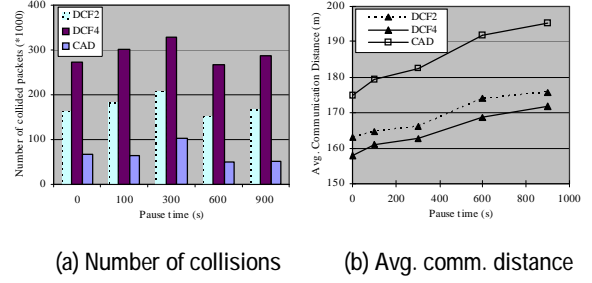 Number of collided packets (*1000)
400
300
200
100
0
DCF2
DCF4
CAD
0 100 300 600 900
Pause time (s)
(a) Number of collisions
Avg. Communication Distance (m)
200
190
180
170
160
150
DCF2
DCF4
CAD
0 200 400 600 800 1000
Pause time (s)
(b) Avg. comm. distance